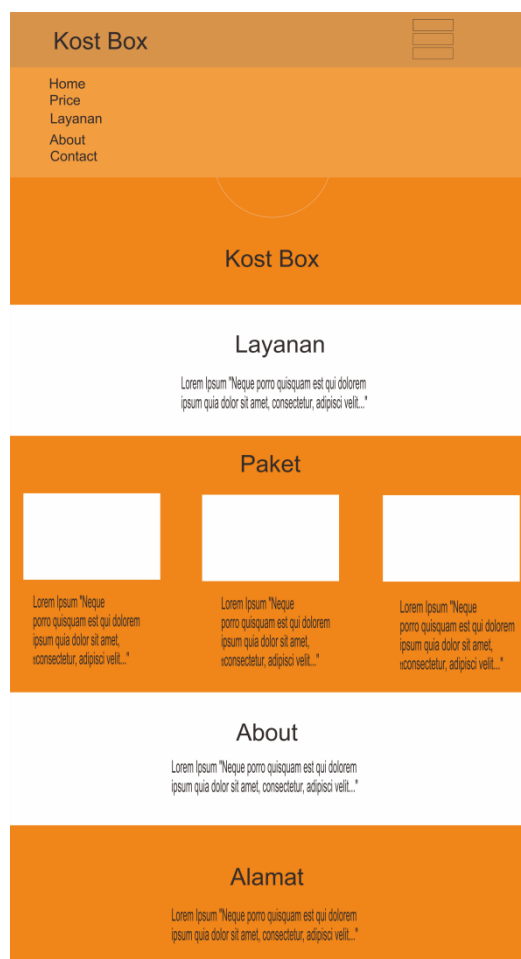 Kost Box
Home
Price
Layanan
About
Contact
Kost Box
Layanan
Lorem Ipsum "Neque porro quisquam est qui dolorem
ipsum quia dolor sit amet, consectetur, adipisci velit..."
Paket
Lorem Ipsum "Neque
porro quisquam est qui dolorem
ipsum quia dolor sit amet,
consectetur, adipisci velit..."
Lorem Ipsum "Neque
porro quisquam est qui dolorem
ipsum quia dolor sit amet,
consectetur, adipisci velit..."
Lorem Ipsum "Neque
porro quisquam est qui dolorem
ipsum quia dolor sit amet,
consectetur, adipisci velit..."
About
Lorem Ipsum "Neque porro quisquam est qui dolorem
ipsum quia dolor sit amet, consectetur, adipisci velit..."
Alamat
Lorem Ipsum "Neque porro quisquam est qui dolorem
ipsum quia dolor sit amet, consectetur, adipisci velit..."